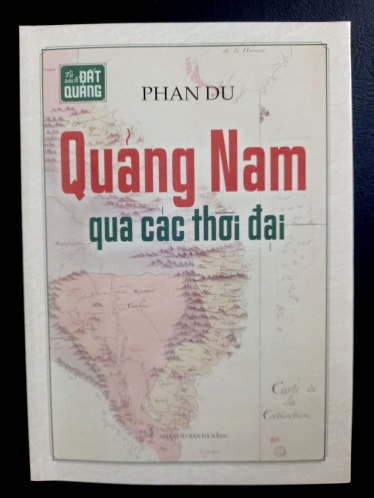 Tủ sách ĐẤT
QUẢNG
PHAN DU
Quảng Nam
qua các thời đại
Carte de
la
Cochinchine
NHÀ XUẤT BẢN ĐÀ NẴNG